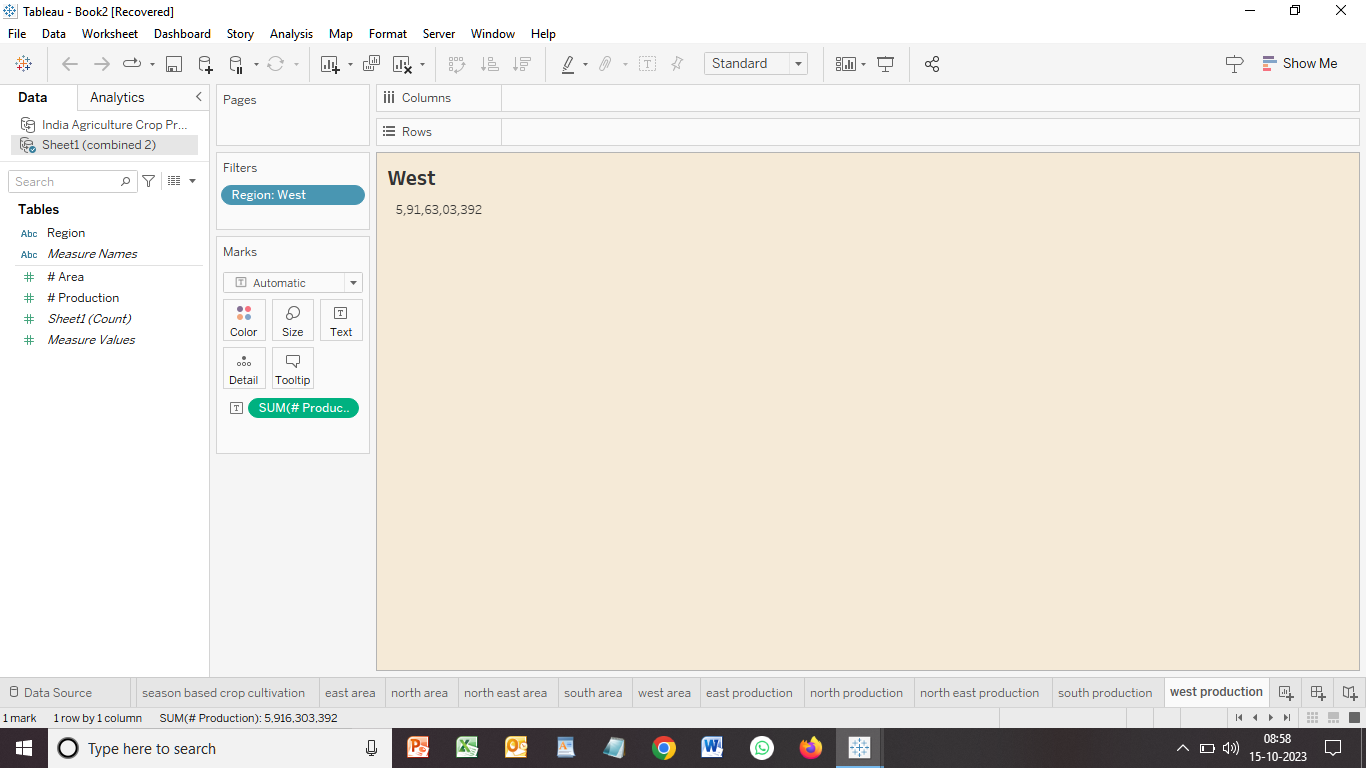 Tableau - Book2 [Recovered]
File Data Worksheet Dashboard Story Analysis Map Format Server Window Help
Standard
Show Me
Data Analytics
India Agriculture Crop Pr...
Sheet1 (combined 2)
Search
Tables
Abc Region
Abc Measure Names
# Area
# Production
Sheet1 (Count)
Measure Values
Pages
Filters
Region: West
Marks
Automatic
Color Size Text
Detail Tooltip
SUM(# Produc..
Columns
Rows
West
5,91,63,03,392
Data Source season based crop cultivation east area north area north east area south area west area east production north production north east production south production west production
1 mark 1 row by 1 column SUM(# Production): 5,916,303,392
Type here to search
08:58
15-10-2023